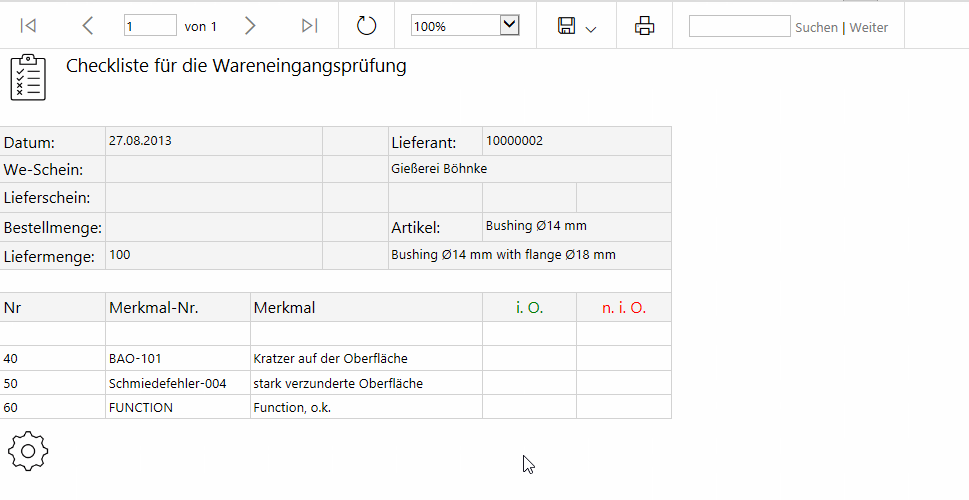 1 von 1 100% Suchen | Weiter
Checkliste für die Wareneingangsprüfung
Datum: 27.08.2013 Lieferant: 10000002
We-Schein: Gießerei Böhnke
Lieferschein:
Bestellmenge: Artikel: Bushing Ø14 mm
Liefermenge: 100 Bushing Ø14 mm with flange Ø18 mm
Nr Merkmal-Nr. Merkmal i. O. n. i. O.
40 BAO-101 Kratzer auf der Oberfläche
50 Schmiedefehler-004 stark verzunderte Oberfläche
60 FUNCTION Function, o.k.